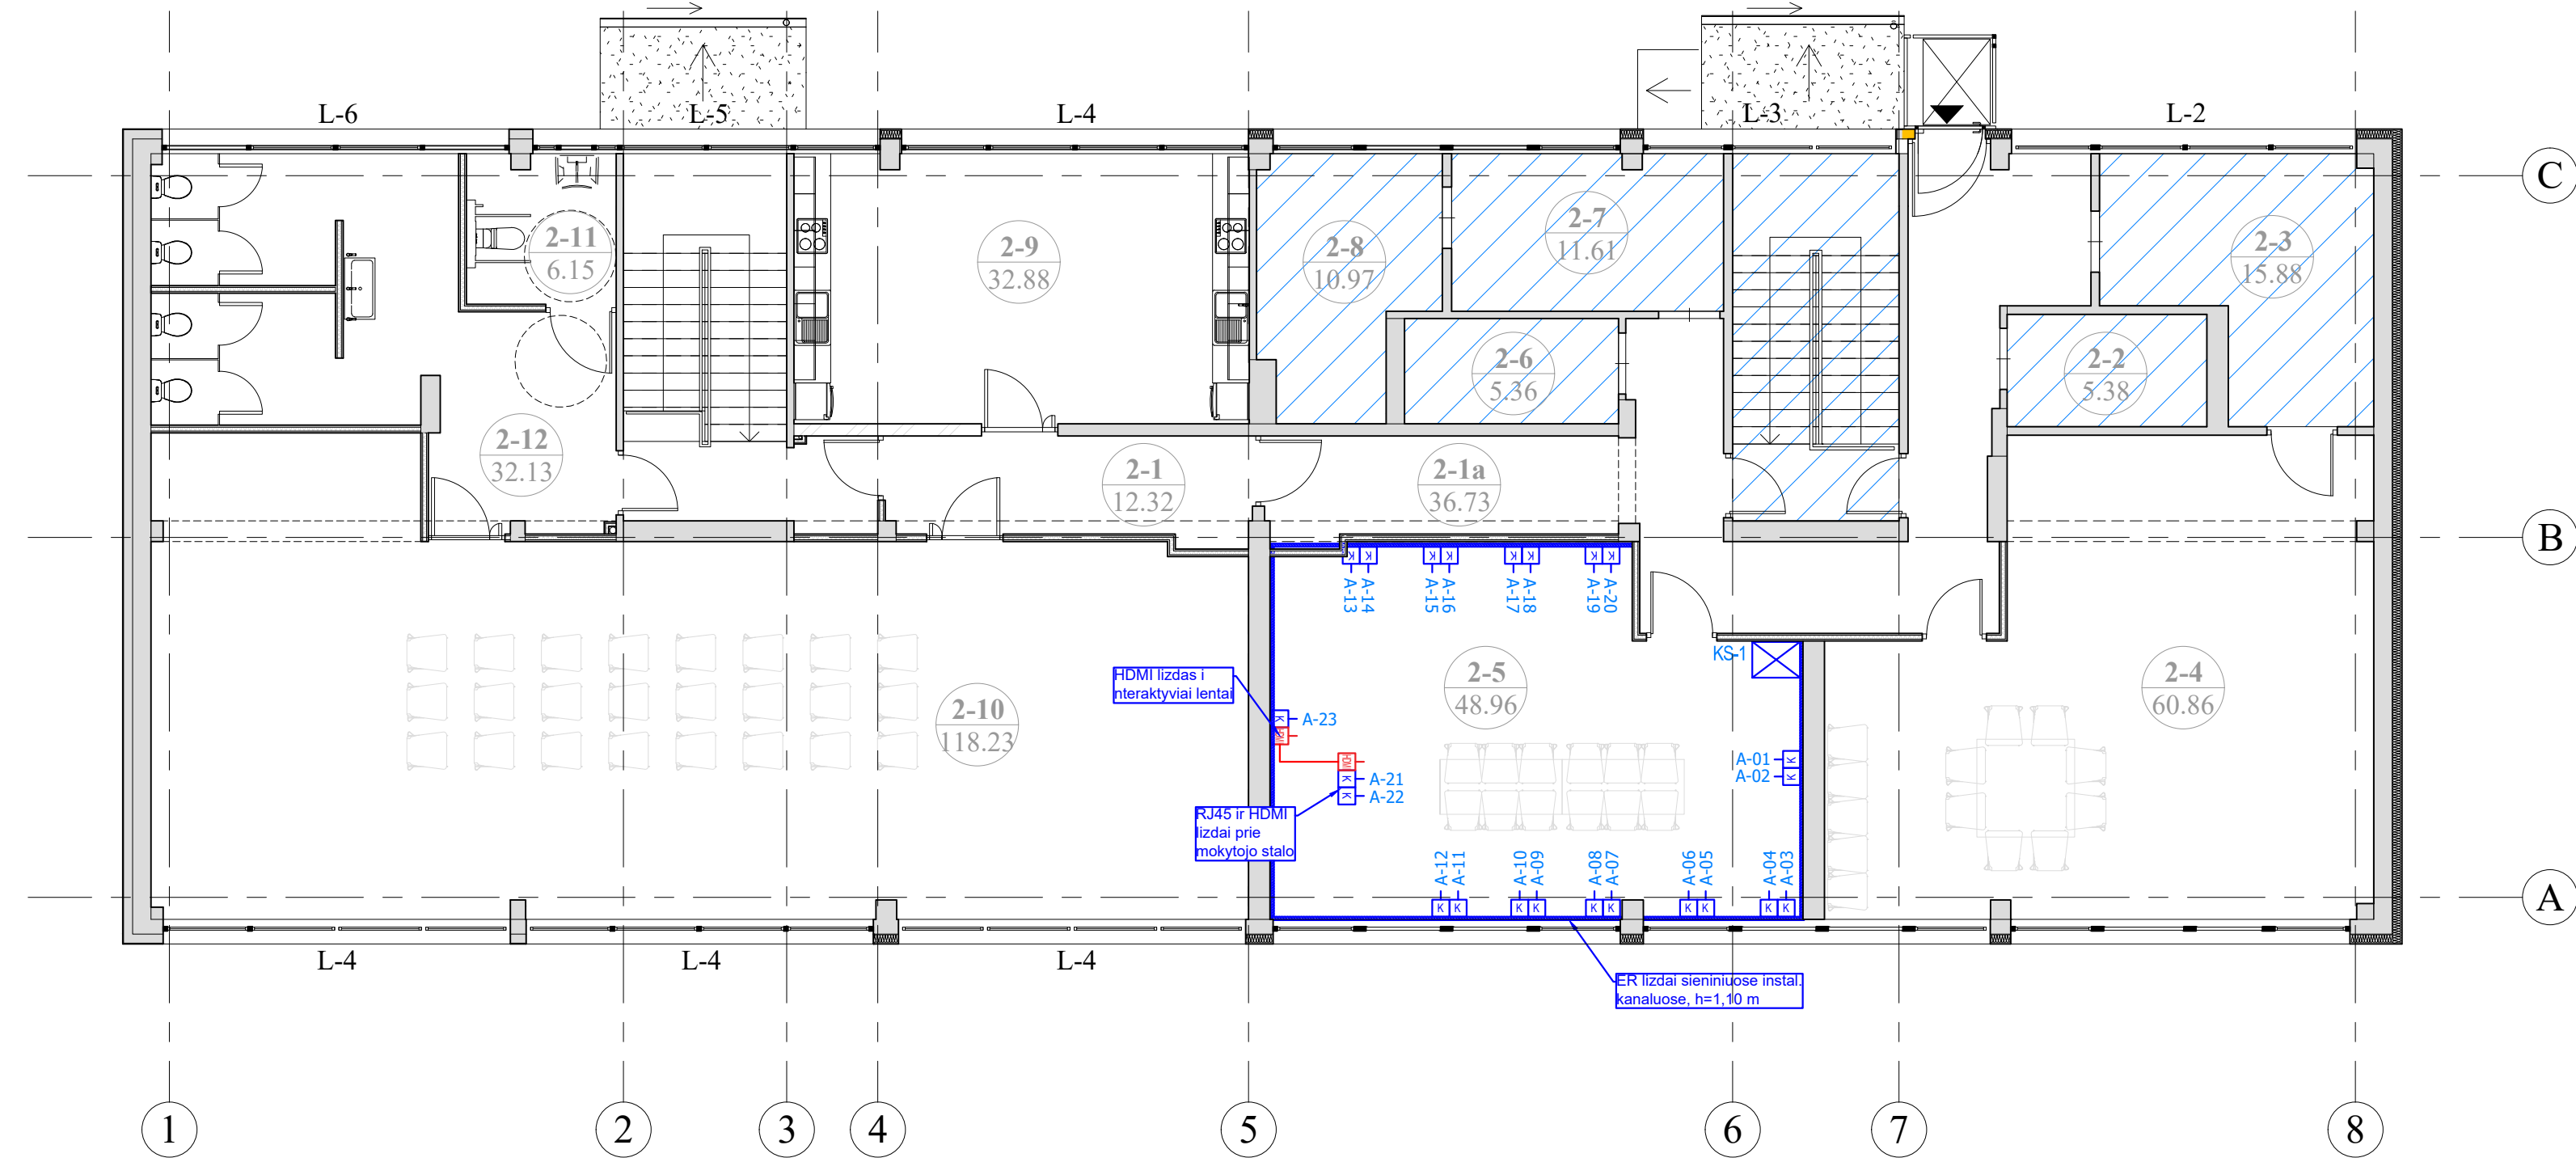 L-6
L-5
L-4
L-3
L-2
C
2-11
6.15
2-9
32.88
2-8
10.97
2-7
11.61
2-3
15.88
2-6
5.36
2-2
5.38
2-12
32.13
2-1
12.32
2-1a
36.73
B
K K K K K K K K
A-13
A-14
A-15
A-16
A-17
A-18
A-19
A-20
KS-1
HDMI lizdas i
nteraktyviai lentai
2-5
48.96
2-4
60.86
2-10
118.23
K A-23
HDMI
HDMI
K A-21
K A-22
A-01 K
A-02 K
RJ45 ir HDMI
lizdai prie
mokytojo stalo
A-12
A-11
A-10
A-09
A-08
A-07
A-06
A-05
A-04
A-03
K K K K K K K K K K
A
L-4
L-4
L-4
ER lizdai sieniniuose instal.
kanaluose, h=1,10 m
1
2
3
4
5
6
7
8